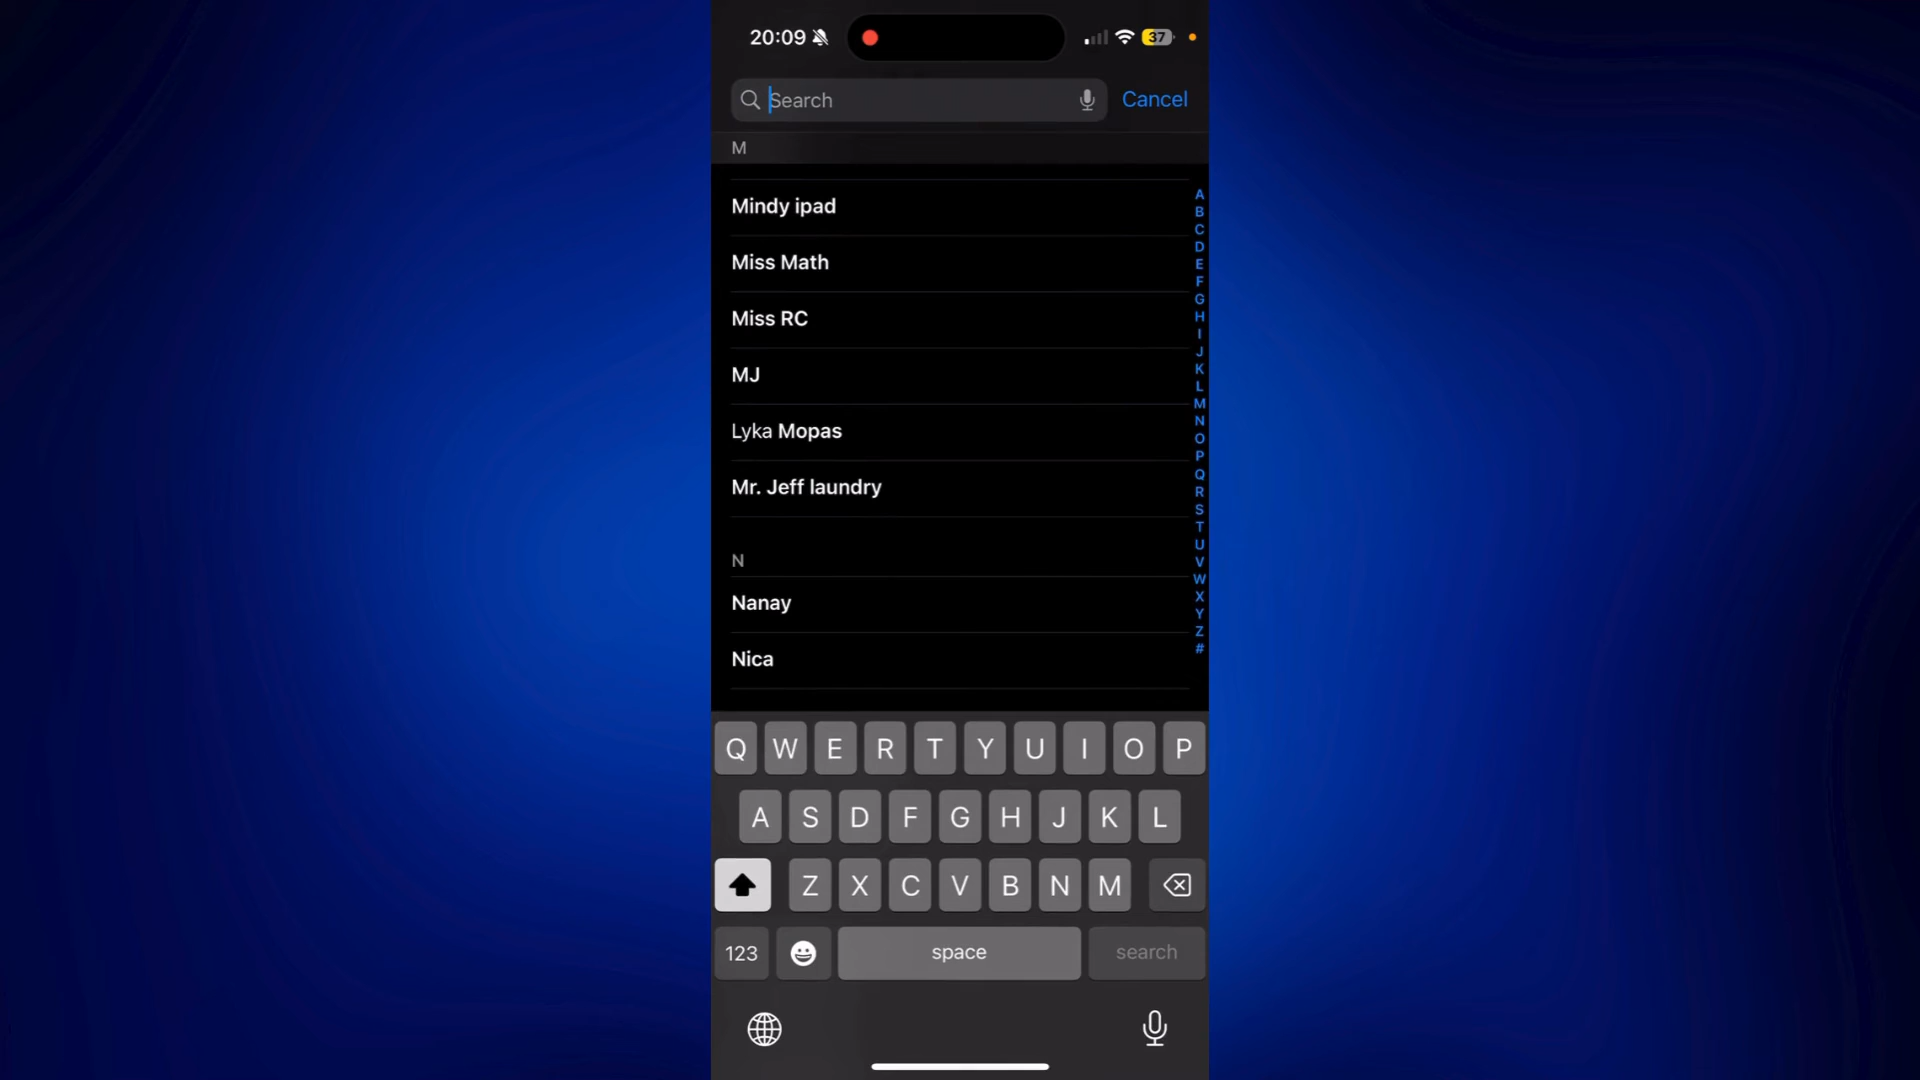 20:09
37
Search
Cancel
M
Mindy ipad
Miss Math
Miss RC
MJ
Lyka Mopas
Mr. Jeff laundry
N
Nanay
Nica
A
B
C
D
E
F
G
H
I
J
K
L
M
N
O
P
Q
R
S
T
U
V
W
X
Y
Z
#
Q W E R T Y U I O P
A S D F G H J K L
Z X C V B N M
123 space search